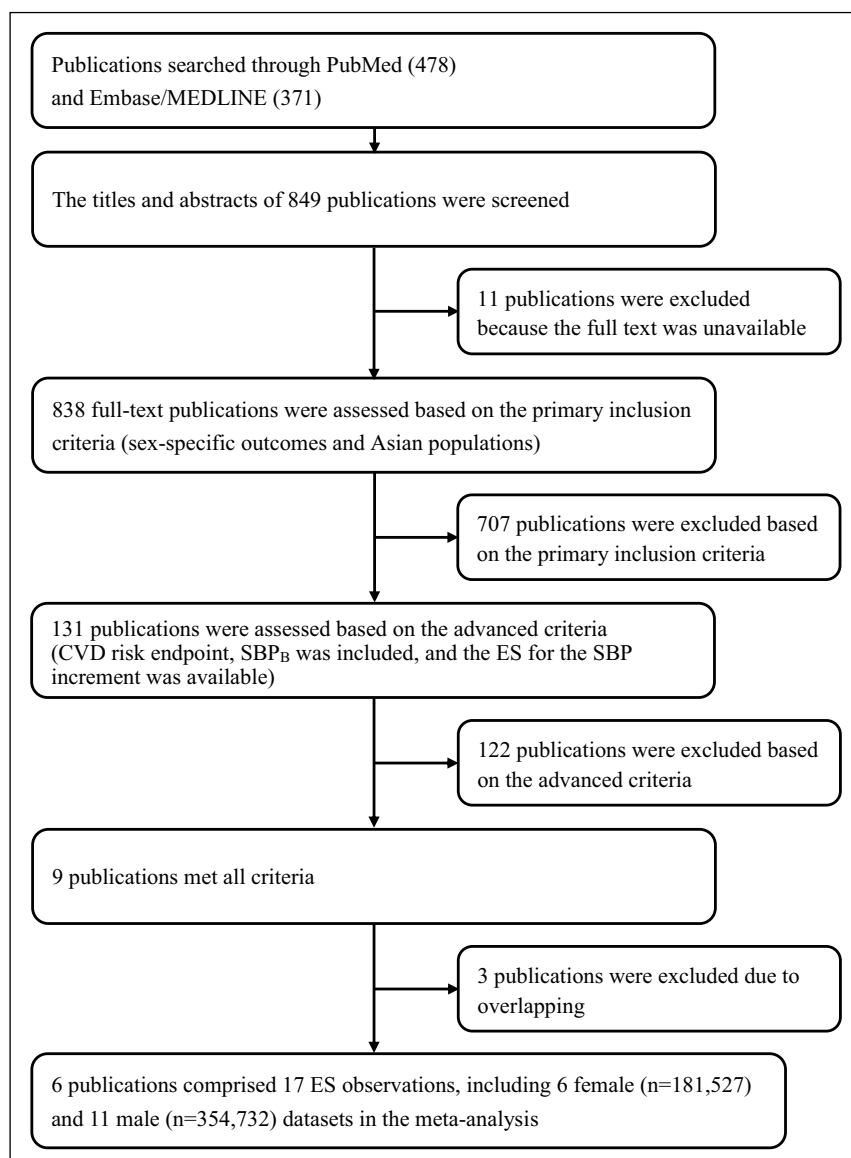 Publications searched through PubMed (478)
and Embase/MEDLINE (371)
The titles and abstracts of 849 publications were screened
11 publications were excluded
because the full text was unavailable
838 full-text publications were assessed based on the primary inclusion
criteria (sex-specific outcomes and Asian populations)
707 publications were excluded based
on the primary inclusion criteria
131 publications were assessed based on the advanced criteria
(CVD risk endpoint, SBP_B was included, and the ES for the SBP
increment was available)
122 publications were excluded based
on the advanced criteria
9 publications met all criteria
3 publications were excluded due to
overlapping
6 publications comprised 17 ES observations, including 6 female (n=181,527)
and 11 male (n=354,732) datasets in the meta-analysis